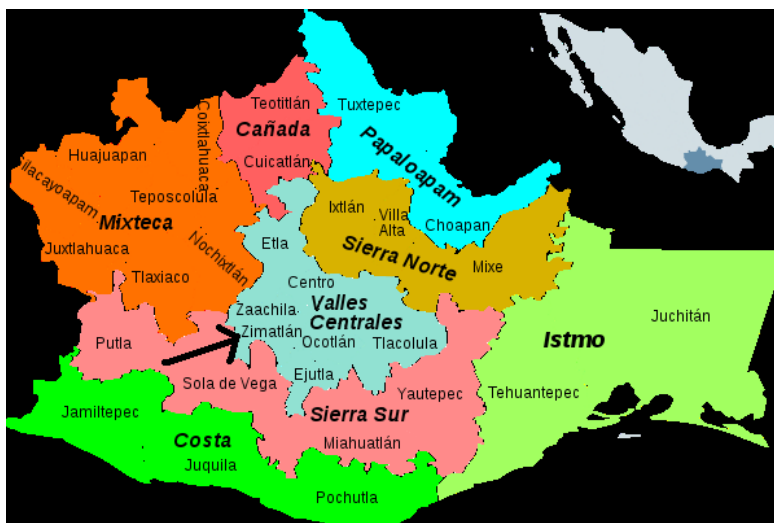 Teotitlán
Cañada
Cuicatlán
Tuxtepec
Papaloapam
Choapan
Huajuapan
Coixtlahuaca
Silacayoapam
Teposcolula
Mixteca
Juxtlahuaca
Nochixtlán
Tlaxiaco
Ixtlán
Villa
Alta
Sierra Norte
Mixe
Etla
Centro
Zaachila
Valles
Centrales
Zimatlán
Ocotlán
Tlacolula
Ejutla
Juchitán
Istmo
Tehuantepec
Putla
Sola de Vega
Yautepec
Sierra Sur
Miahuatlán
Jamiltepec
Costa
Juquila
Pochutla